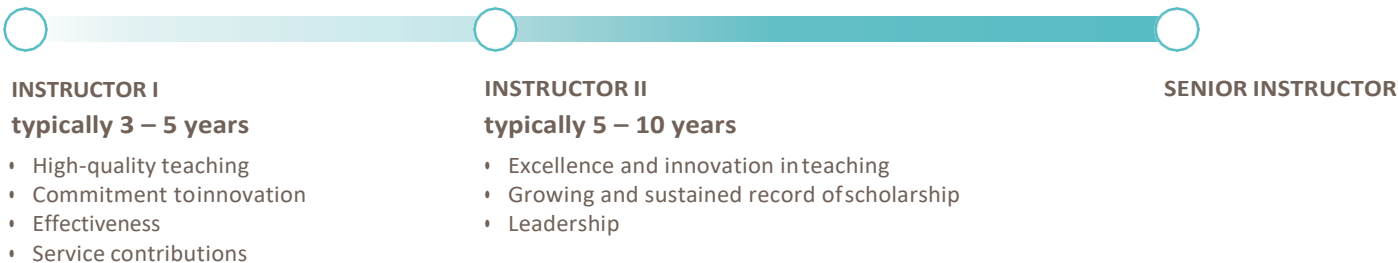 INSTRUCTOR I
typically 3 – 5 years
• High-quality teaching
• Commitment toinnovation
• Effectiveness
• Service contributions
INSTRUCTOR II
typically 5 – 10 years
• Excellence and innovation inteaching
• Growing and sustained record ofscholarship
• Leadership
SENIOR INSTRUCTOR